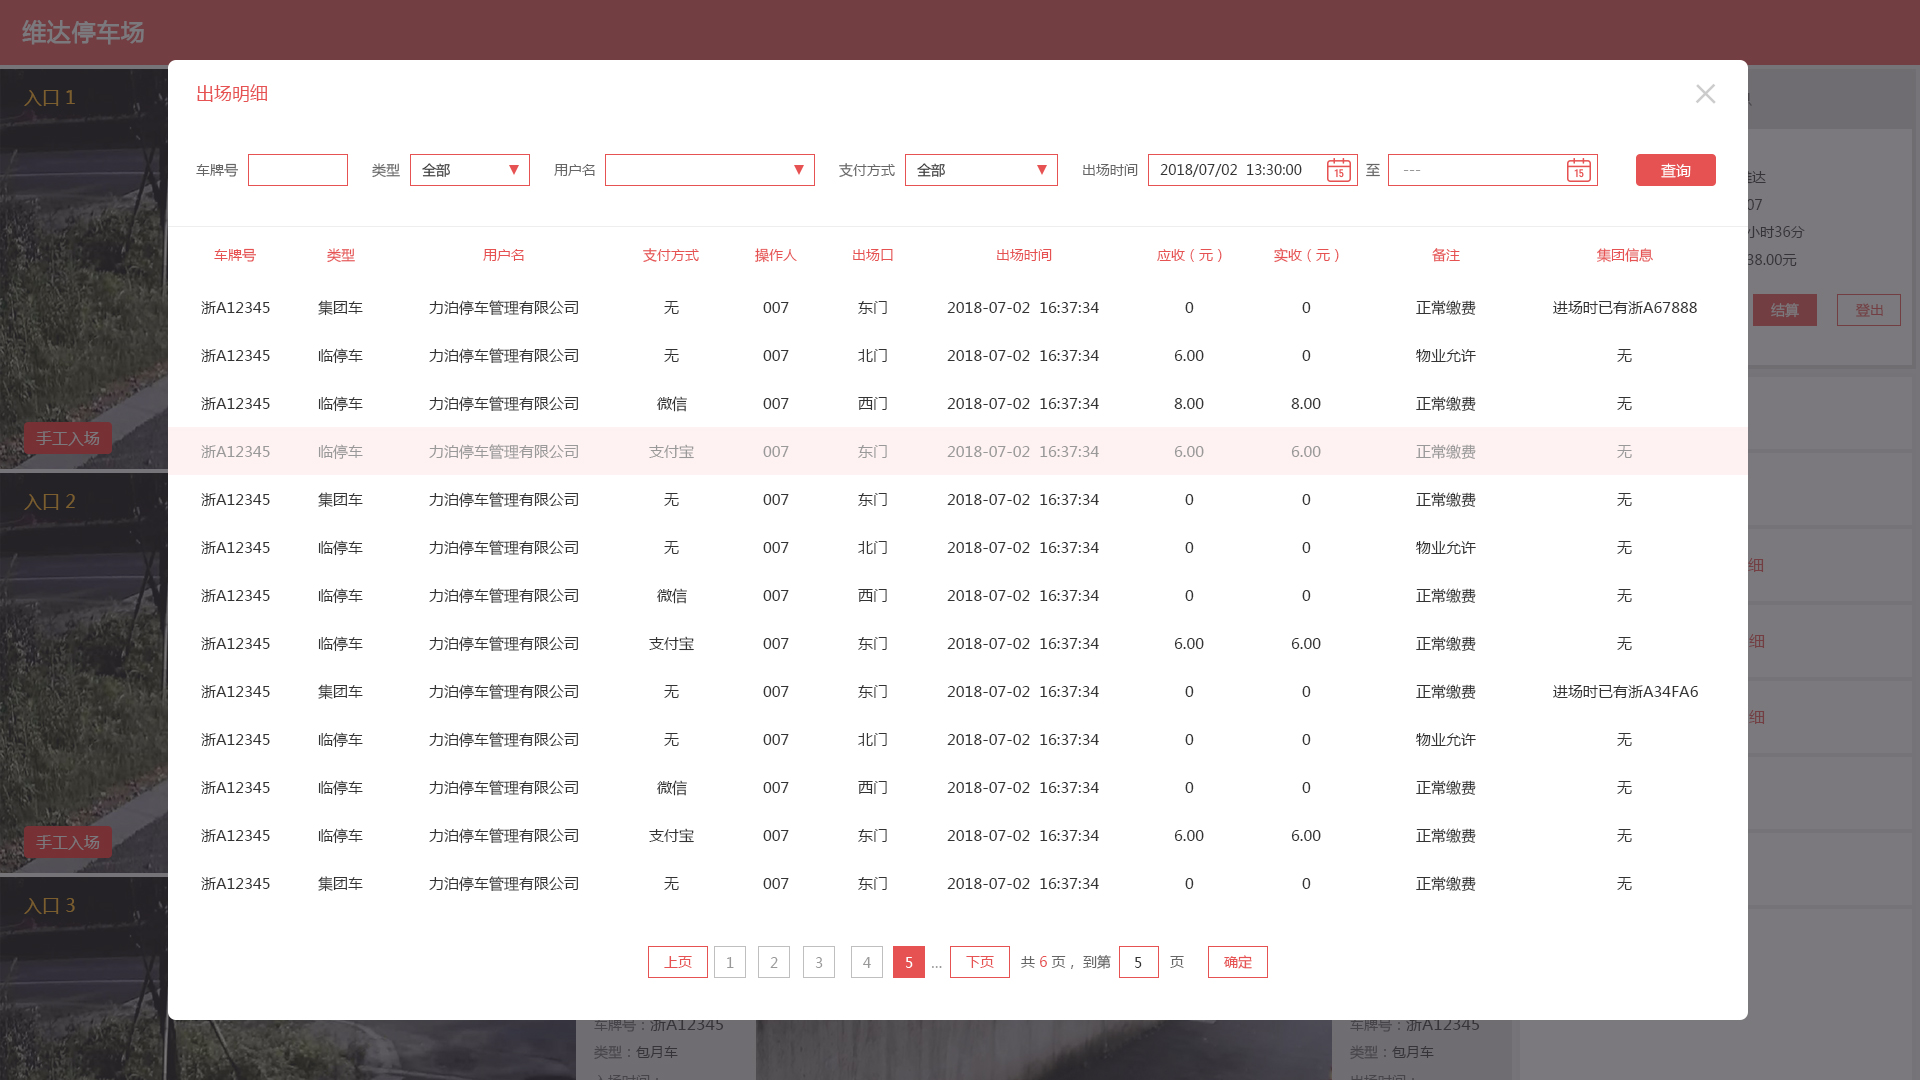 维达停车场
入口 1
手工入场
入口 2
手工入场
入口 3
出场明细
车牌号 类型 全部 用户名 支付方式 全部 出场时间 2018/07/02 13:30:00 15 至 --- 15 查询
车牌号 类型 用户名 支付方式 操作人 出场口 出场时间 应收（元） 实收（元） 备注 集团信息
浙A12345 集团车 力泊停车管理有限公司 无 007 东门 2018-07-02 16:37:34 0 0 正常缴费 进场时已有浙A67888
浙A12345 临停车 力泊停车管理有限公司 无 007 北门 2018-07-02 16:37:34 6.00 0 物业允许 无
浙A12345 临停车 力泊停车管理有限公司 微信 007 西门 2018-07-02 16:37:34 8.00 8.00 正常缴费 无
浙A12345 临停车 力泊停车管理有限公司 支付宝 007 东门 2018-07-02 16:37:34 6.00 6.00 正常缴费 无
浙A12345 集团车 力泊停车管理有限公司 无 007 东门 2018-07-02 16:37:34 0 0 正常缴费 无
浙A12345 临停车 力泊停车管理有限公司 无 007 北门 2018-07-02 16:37:34 0 0 物业允许 无
浙A12345 临停车 力泊停车管理有限公司 微信 007 西门 2018-07-02 16:37:34 0 0 正常缴费 无
浙A12345 临停车 力泊停车管理有限公司 支付宝 007 东门 2018-07-02 16:37:34 6.00 6.00 正常缴费 无
浙A12345 集团车 力泊停车管理有限公司 无 007 东门 2018-07-02 16:37:34 0 0 正常缴费 进场时已有浙A34FA6
浙A12345 临停车 力泊停车管理有限公司 无 007 北门 2018-07-02 16:37:34 0 0 物业允许 无
浙A12345 临停车 力泊停车管理有限公司 微信 007 西门 2018-07-02 16:37:34 0 0 正常缴费 无
浙A12345 临停车 力泊停车管理有限公司 支付宝 007 东门 2018-07-02 16:37:34 6.00 6.00 正常缴费 无
浙A12345 集团车 力泊停车管理有限公司 无 007 东门 2018-07-02 16:37:34 0 0 正常缴费 无
上页 1 2 3 4 5 ... 下页 共 6 页， 到第 5 页 确定
达
07
小时36分
38.00元
结算 登出
细
细
细
车牌号：浙A12345
类型：包月车
车牌号：浙A12345
类型：包月车